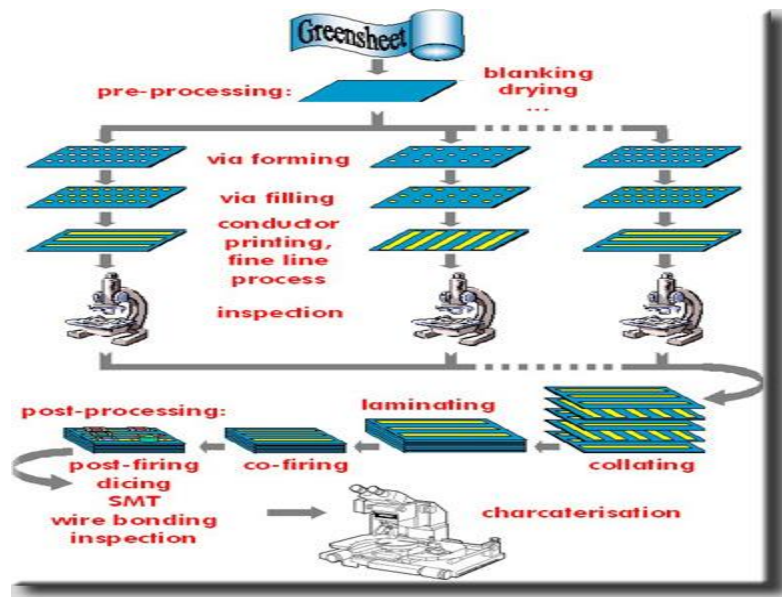 Greensheet
pre-processing:
blanking
drying
...
via forming
via filling
conductor
printing,
fine line
process
inspection
post-processing:
laminating
post-firing
dicing
SMT
wire bonding
inspection
co-firing
collating
charcaterisation